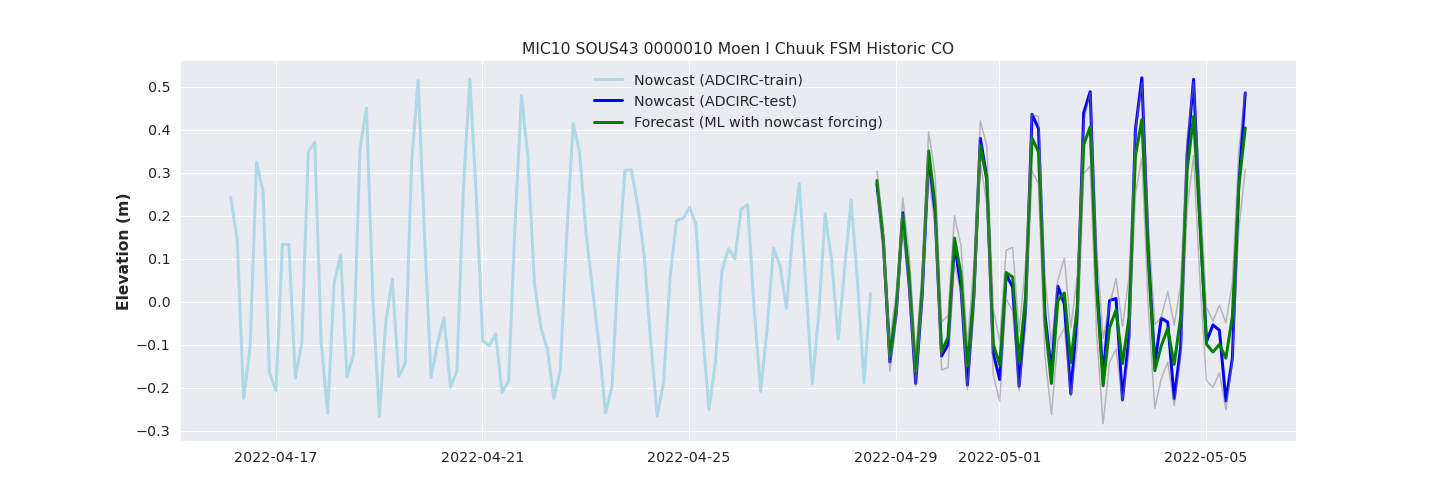 MIC10 SOUS43 0000010 Moen I Chuuk FSM Historic CO
Nowcast (ADCIRC-train)
Nowcast (ADCIRC-test)
Forecast (ML with nowcast forcing)
Elevation (m)
0.5
0.4
0.3
0.2
0.1
0.0
−0.1
−0.2
−0.3
2022-04-17 2022-04-21 2022-04-25 2022-04-29 2022-05-01 2022-05-05